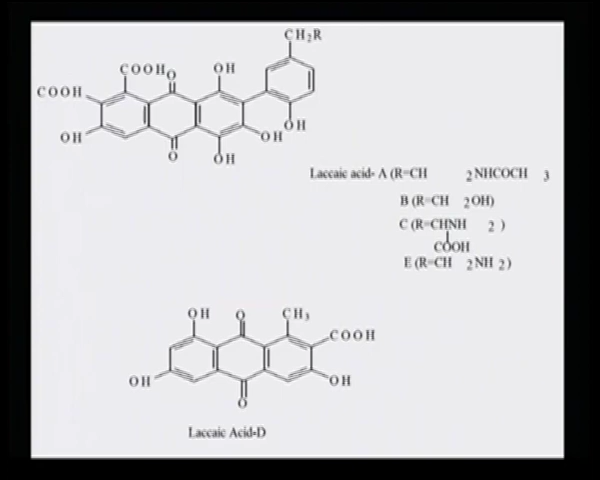 CH₂R
COOH O OH
COOH
OH OH
OH
O OH
Laccaic acid- A (R=CH 2NHCOCH 3
B (R=CH 2OH)
C (R=CHNH 2 )
COOH
E (R=CH 2NH 2)
OH O CH₃
COOH
OH OH
O
Laccaic Acid-D